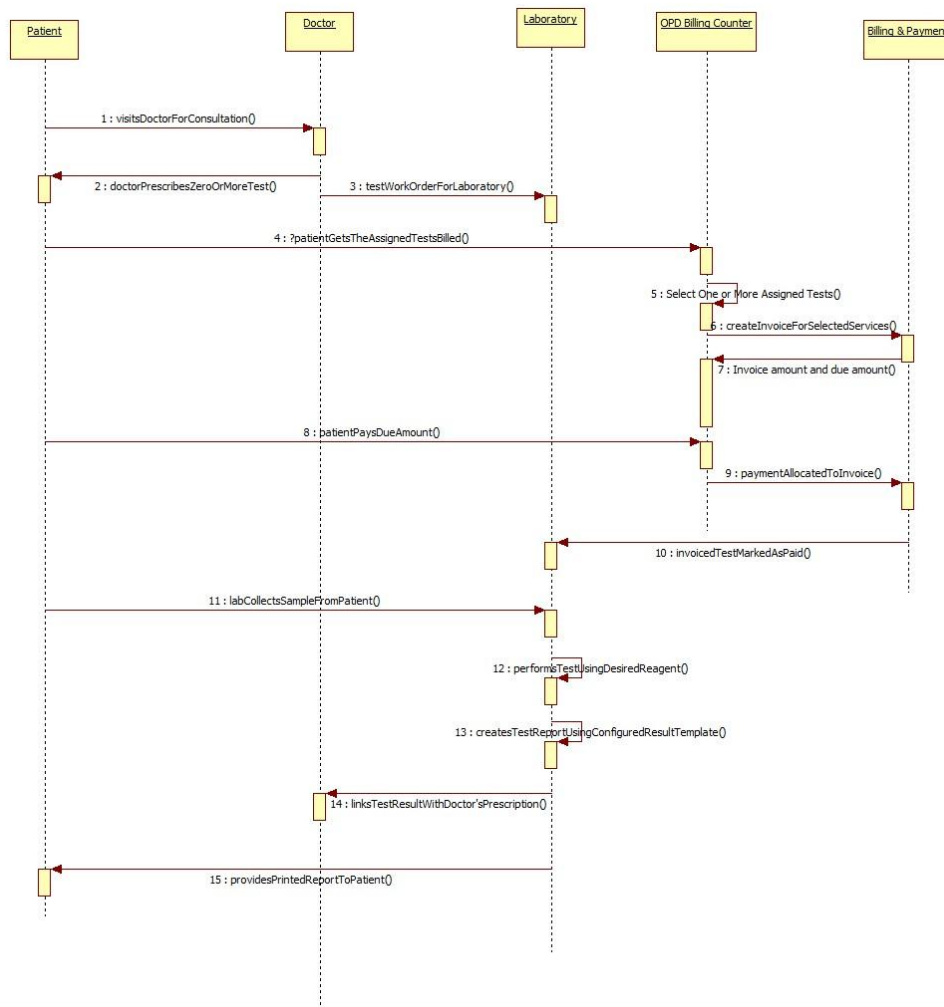 Patient
Doctor
Laboratory
OPD Billing Counter
Billing & Paymen
1 : visitsDoctorForConsultation()
2 : doctorPrescribesZeroOrMoreTest()
3 : testWorkOrderForLaboratory()
4 : ?patientGetsTheAssignedTestsBilled()
5 : Select One or More Assigned Tests()
6 : createInvoiceForSelectedServices()
7 : Invoice amount and due amount()
8 : patientPaysDueAmount()
9 : paymentAllocatedToInvoice()
10 : invoicedTestMarkedAsPaid()
11 : labCollectsSampleFromPatient()
12 : performsTestUsingDesiredReagent()
13 : createsTestReportUsingConfiguredResultTemplate()
14 : linksTestResultWithDoctor'sPrescription()
15 : providesPrintedReportToPatient()